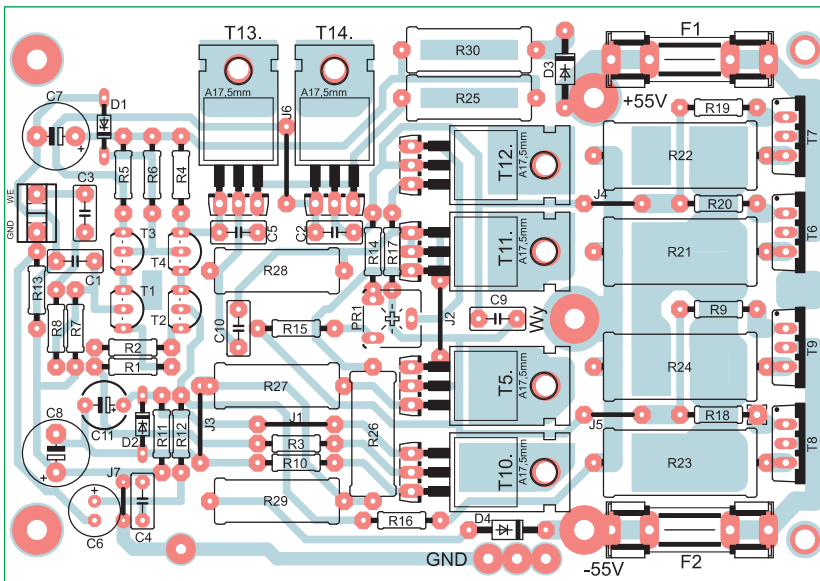 T13.
T14.
F1
R30
D3
A17,5mm
A17,5mm
C7
D1
J6
R25
+55V
R19
T7
+
T12.
A17,5mm
R22
WE
C3
R5
R6
R4
J4
R20
GND
T3
C5
C2
R14
R17
T11.
A17,5mm
T6
R21
T4
R13
C1
R28
T1
C10
PR1
J2
C9
Wy
R9
R8
R7
T2
R15
R2
R1
R27
R24
T9
T5.
A17,5mm
C8
C11
+
D2
R11
R12
J3
J1
R26
J5
R18
R3
R10
T10.
A17,5mm
T8
R23
+
J7
+
C6
C4
R29
R16
D4
GND
-55V
F2